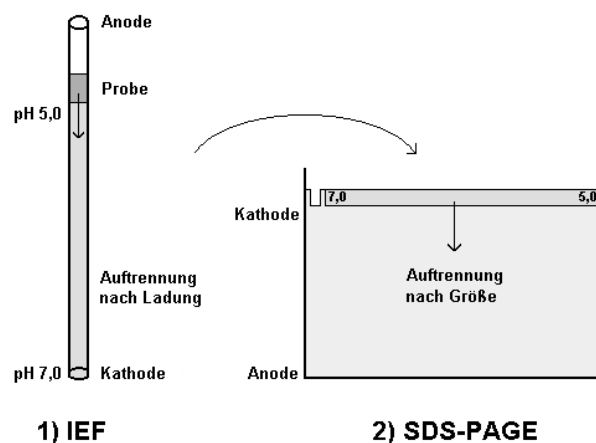 Anode
Probe
pH 5,0
Auftrennung
nach Ladung
pH 7,0
Kathode
1) IEF
7,0
5,0
Kathode
Auftrennung
nach Größe
Anode
2) SDS-PAGE